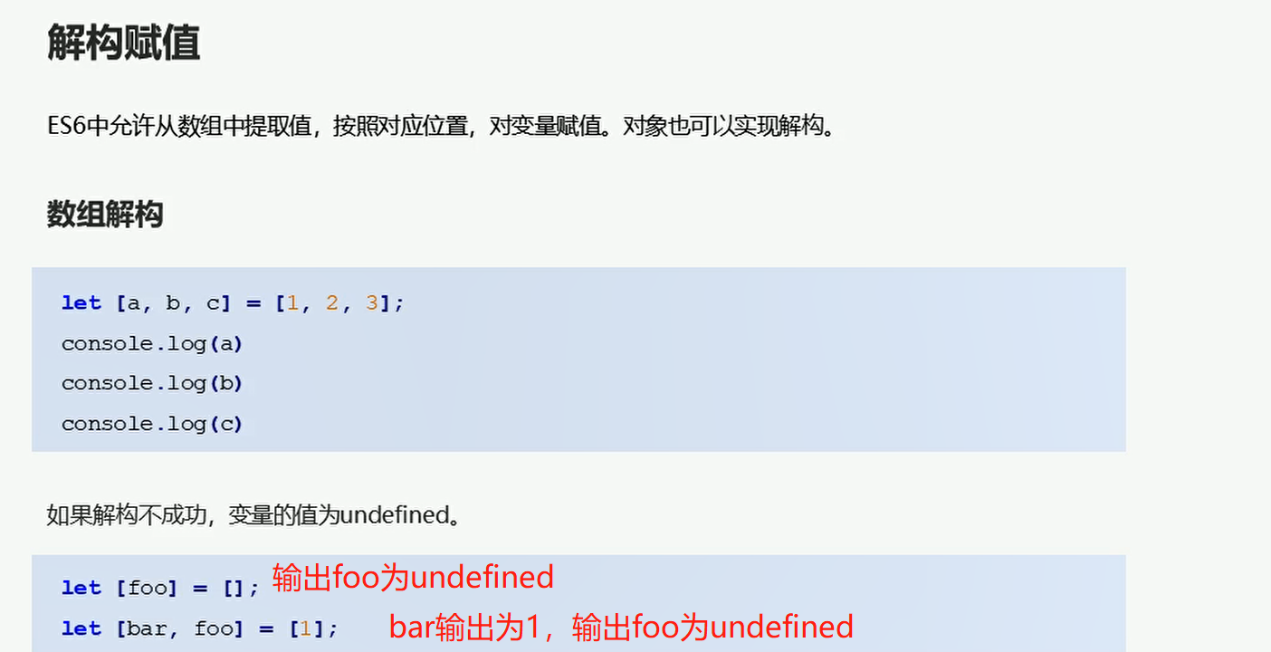 解构赋值
ES6中允许从数组中提取值，按照对应位置，对变量赋值。对象也可以实现解构。
数组解构
let [a, b, c] = [1, 2, 3];
console.log(a)
console.log(b)
console.log(c)
如果解构不成功，变量的值为undefined。
let [foo] = []; 输出foo为undefined
let [bar, foo] = [1]; bar输出为1，输出foo为undefined